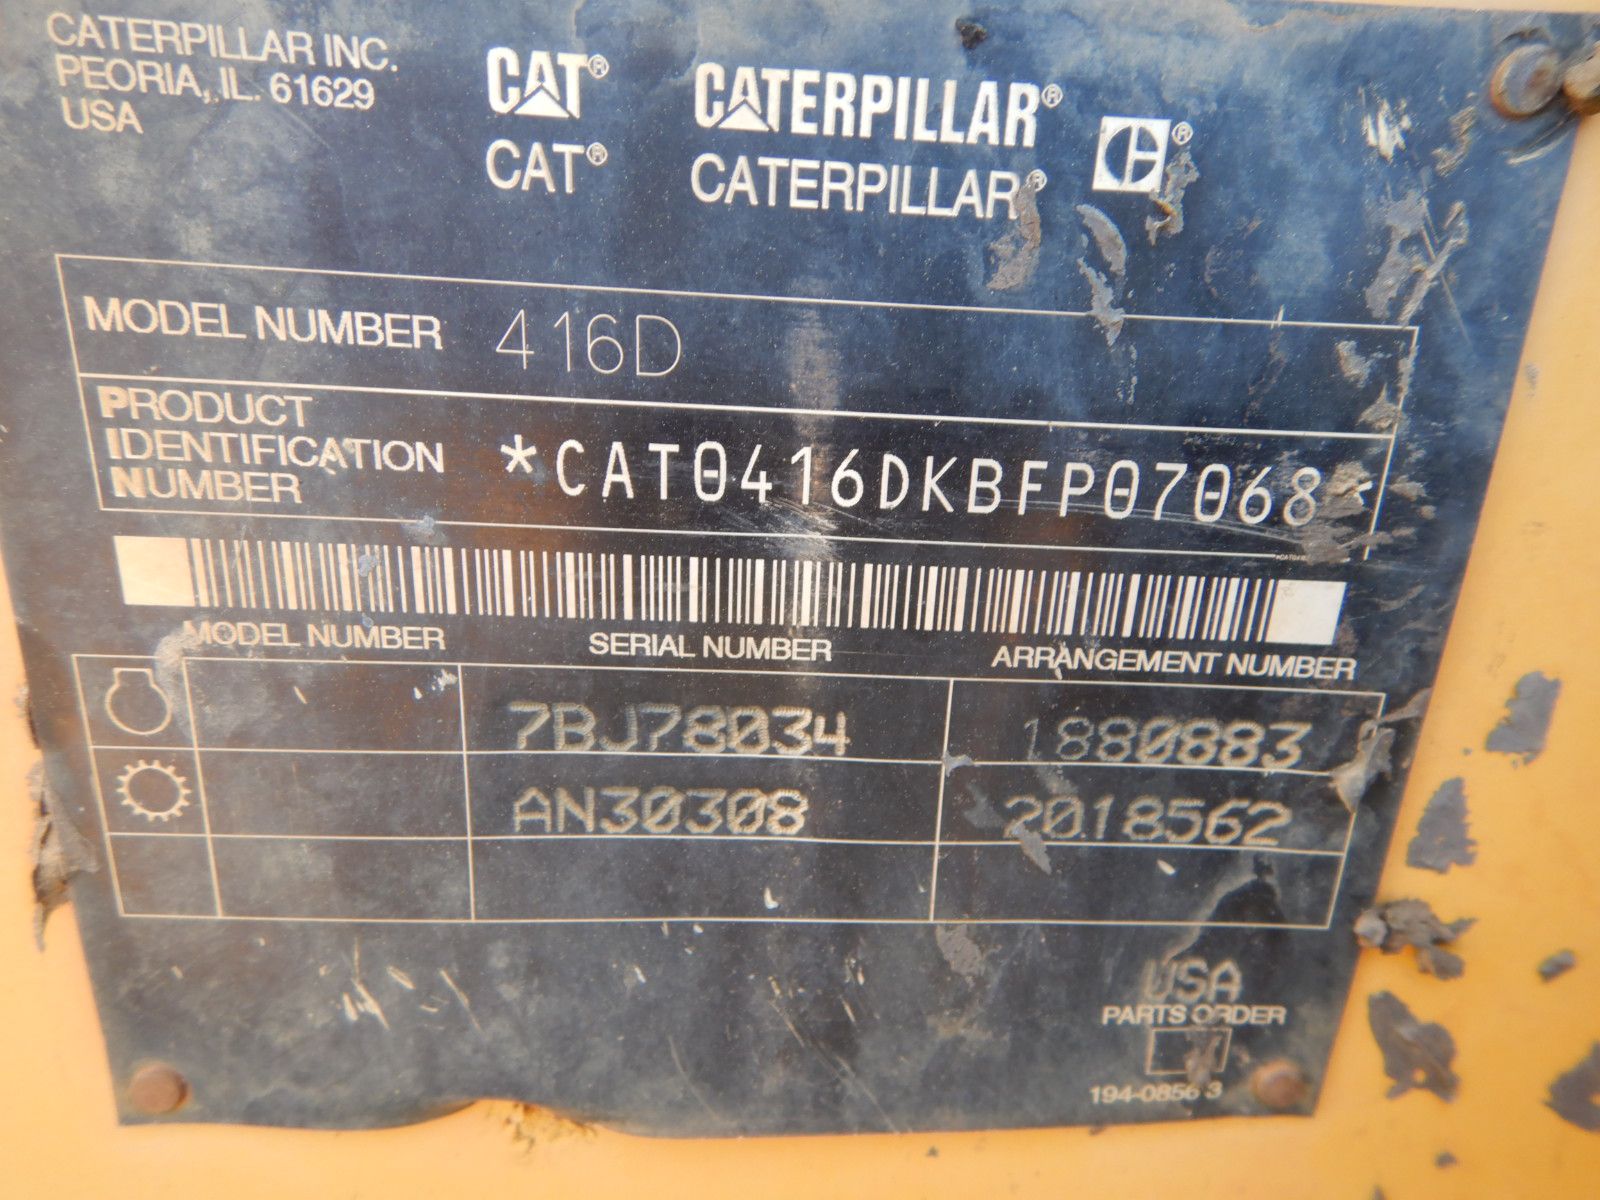 CATERPILLAR INC.
PEORIA, IL. 61629
USA
CAT®
CATERPILLAR®
®
CAT®
CATERPILLAR®
MODEL NUMBER 416D
PRODUCT
IDENTIFICATION
NUMBER
*CAT0416DKBFP07068*
MODEL NUMBER SERIAL NUMBER ARRANGEMENT NUMBER
7BJ78034 1880883
AN30308 2018562
USA
PARTS ORDER
194-0856 3